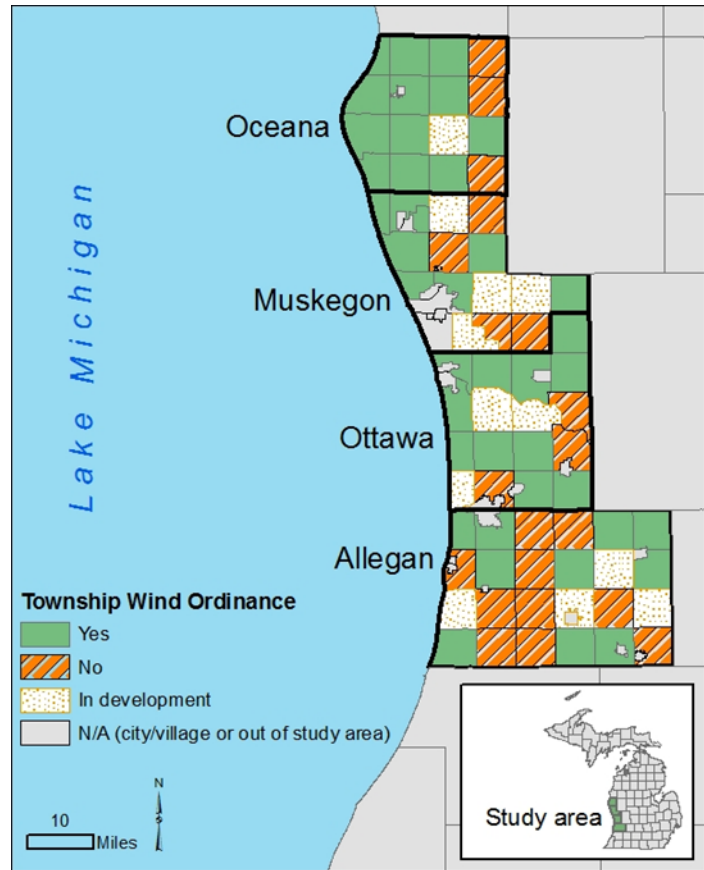 Oceana
Lake Michigan
Muskegon
Ottawa
Allegan
Township Wind Ordinance
Yes
No
In development
N/A (city/village or out of study area)
N
S
10
Miles
Study area